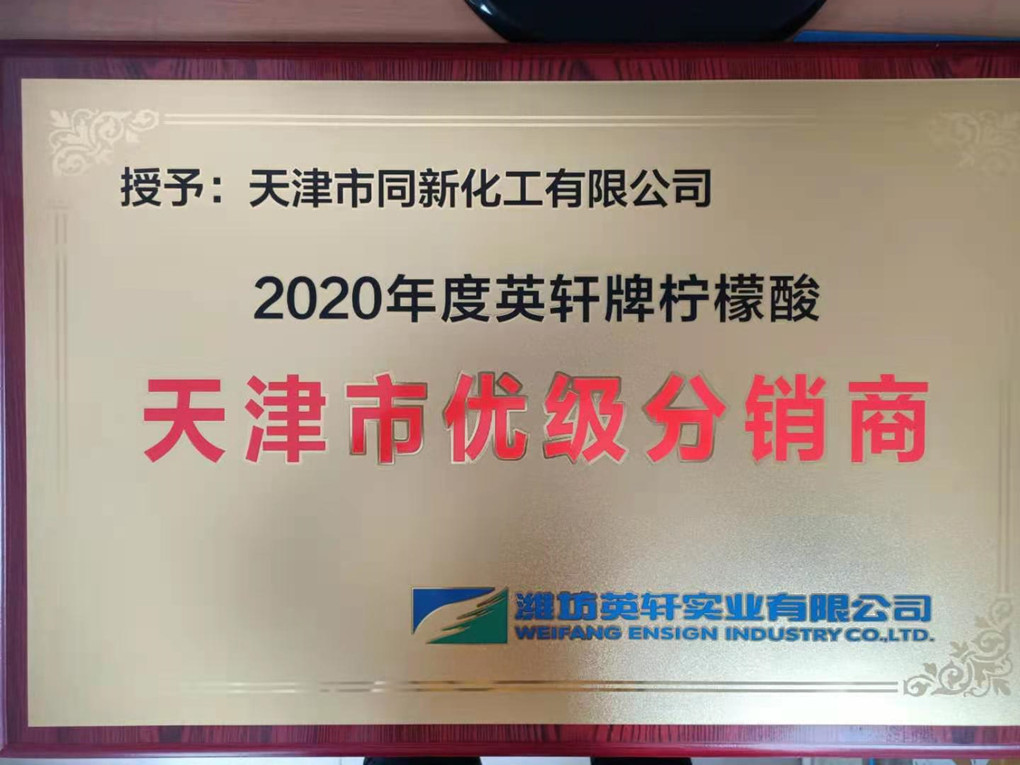 授予：天津市同新化工有限公司
2020年度英轩牌柠檬酸
天津市优级分销商
潍坊英轩实业有限公司
WEIFANG ENSIGN INDUSTRY CO.,LTD.